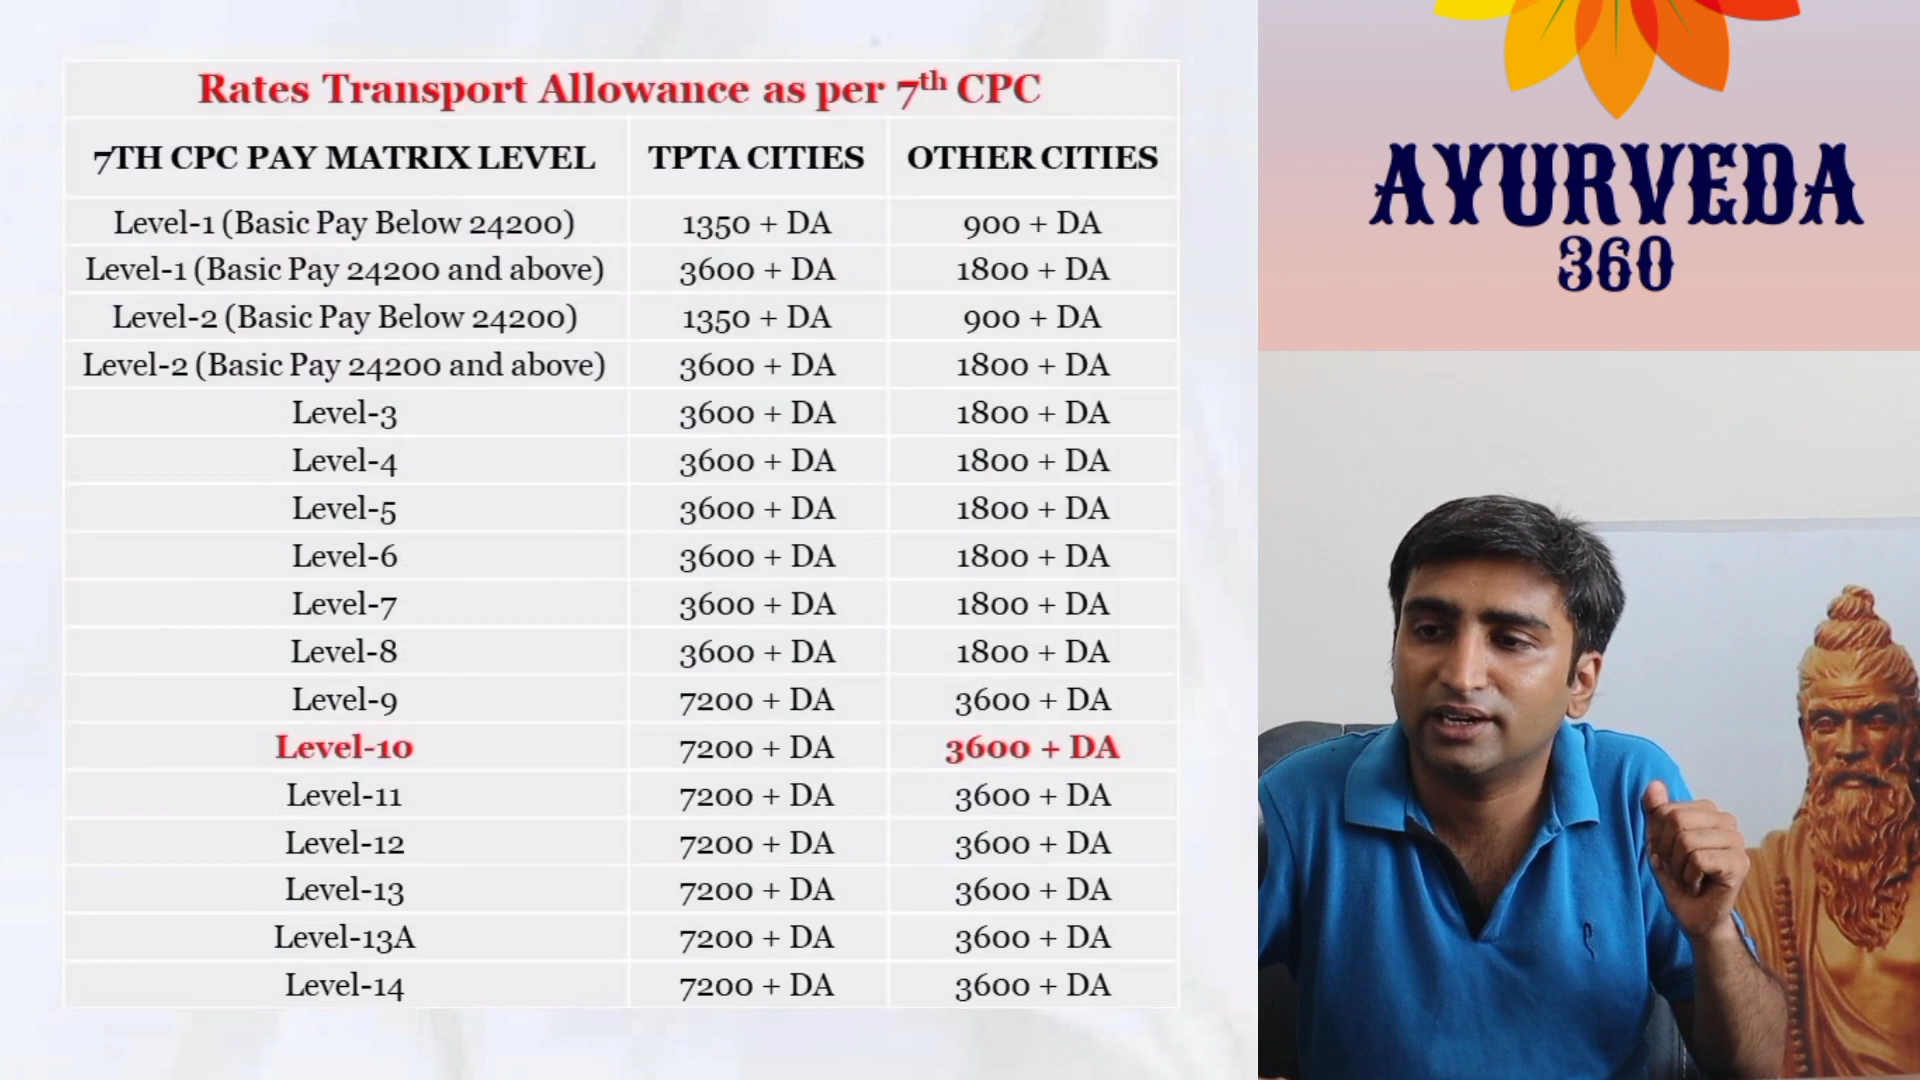 Rates Transport Allowance as per 7th CPC
7TH CPC PAY MATRIX LEVEL TPTA CITIES OTHER CITIES
Level-1 (Basic Pay Below 24200) 1350 + DA 900 + DA
Level-1 (Basic Pay 24200 and above) 3600 + DA 1800 + DA
Level-2 (Basic Pay Below 24200) 1350 + DA 900 + DA
Level-2 (Basic Pay 24200 and above) 3600 + DA 1800 + DA
Level-3 3600 + DA 1800 + DA
Level-4 3600 + DA 1800 + DA
Level-5 3600 + DA 1800 + DA
Level-6 3600 + DA 1800 + DA
Level-7 3600 + DA 1800 + DA
Level-8 3600 + DA 1800 + DA
Level-9 7200 + DA 3600 + DA
Level-10 7200 + DA 3600 + DA
Level-11 7200 + DA 3600 + DA
Level-12 7200 + DA 3600 + DA
Level-13 7200 + DA 3600 + DA
Level-13A 7200 + DA 3600 + DA
Level-14 7200 + DA 3600 + DA
AYURVEDA
360